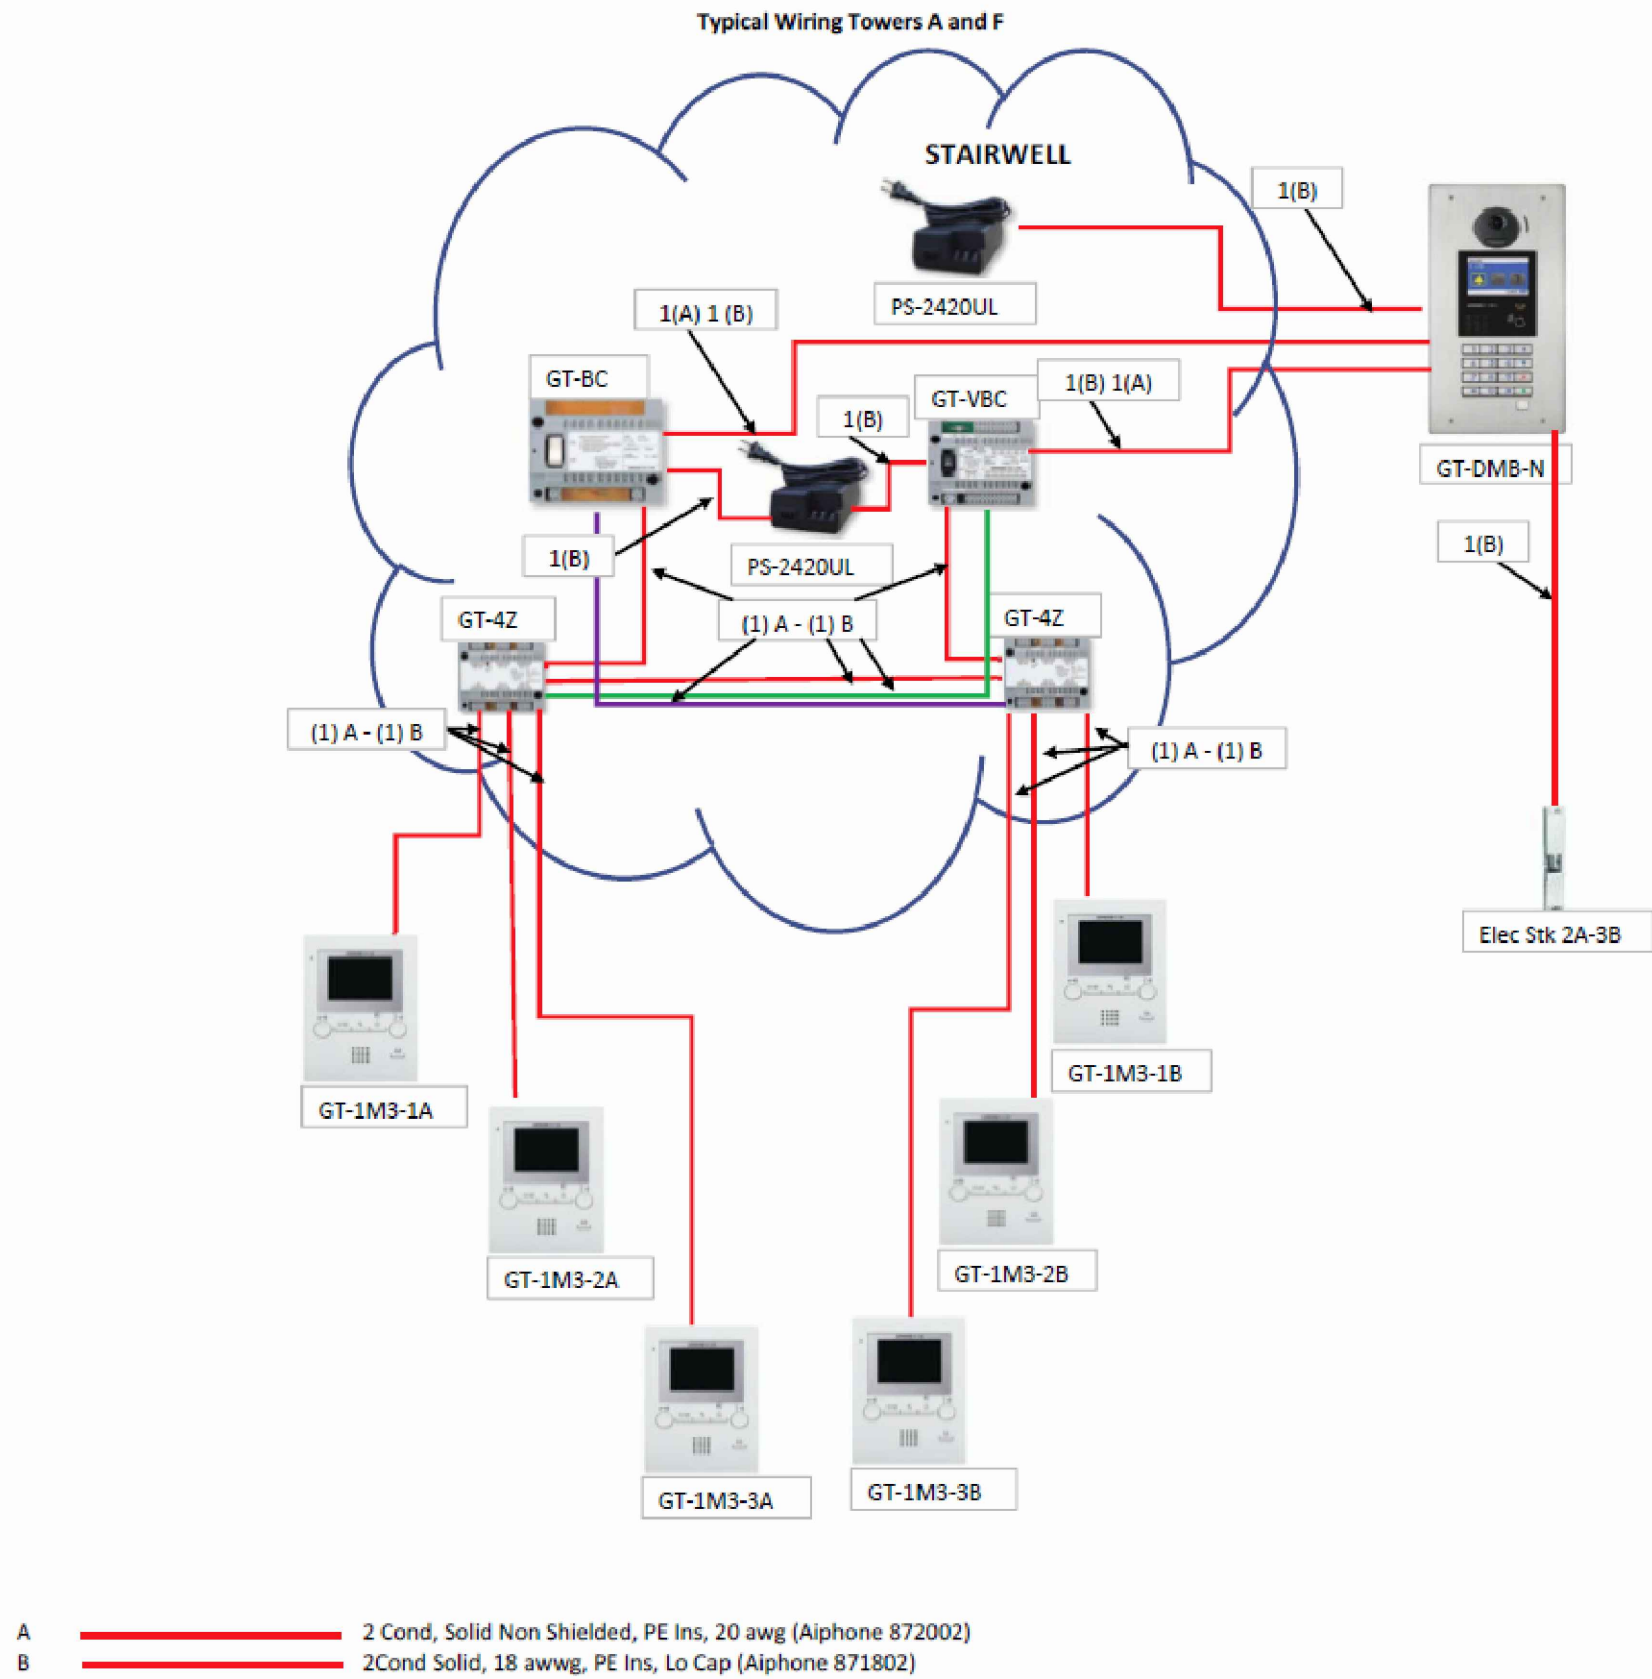 Typical Wiring Towers A and F
STAIRWELL
1(B)
PS-2420UL
1(A) 1 (B)
GT-BC
GT-VBC
1(B) 1(A)
1(B)
GT-DMB-N
1(B)
1(B)
PS-2420UL
GT-4Z
(1) A - (1) B
GT-4Z
(1) A - (1) B
(1) A - (1) B
Elec Stk 2A-3B
GT-1M3-1B
GT-1M3-1A
GT-1M3-2B
GT-1M3-2A
GT-1M3-3B
GT-1M3-3A
A 2 Cond, Solid Non Shielded, PE Ins, 20 awg (Aiphone 872002)
B 2Cond Solid, 18 awwg, PE Ins, Lo Cap (Aiphone 871802)